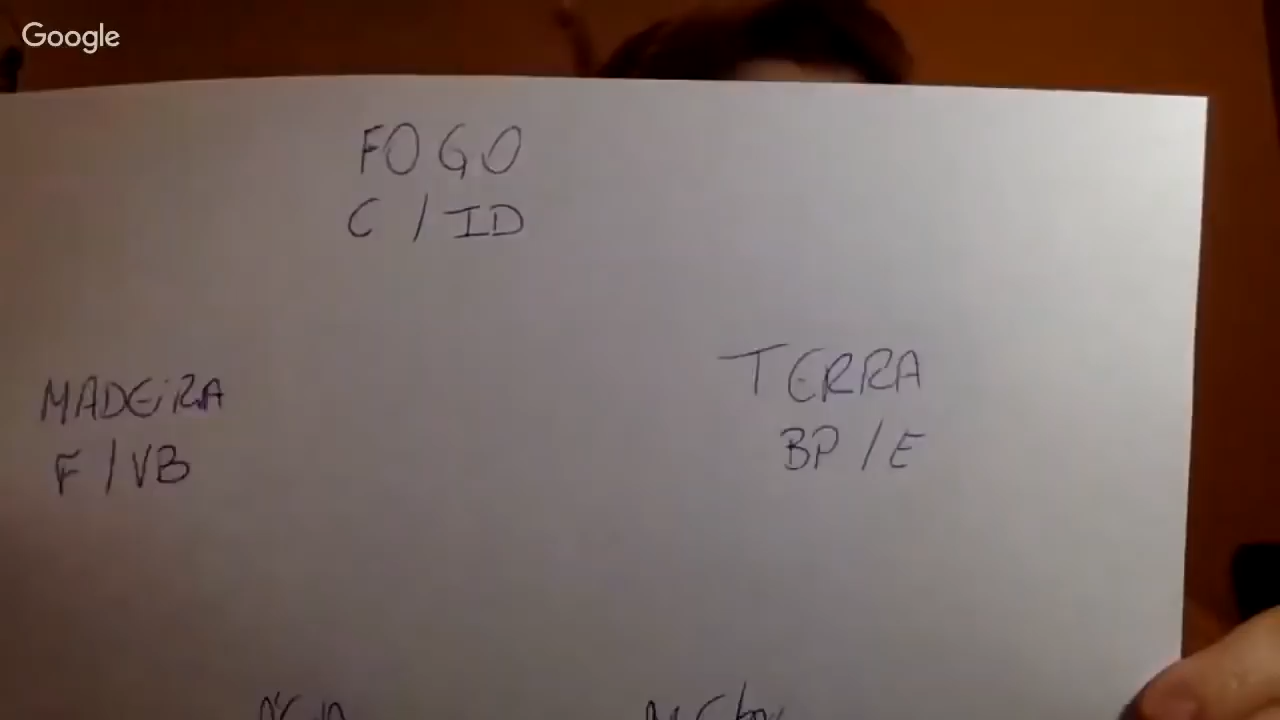 Google
FOGO
C / ID
MADEiRA
F / VB
TERRA
BP / E